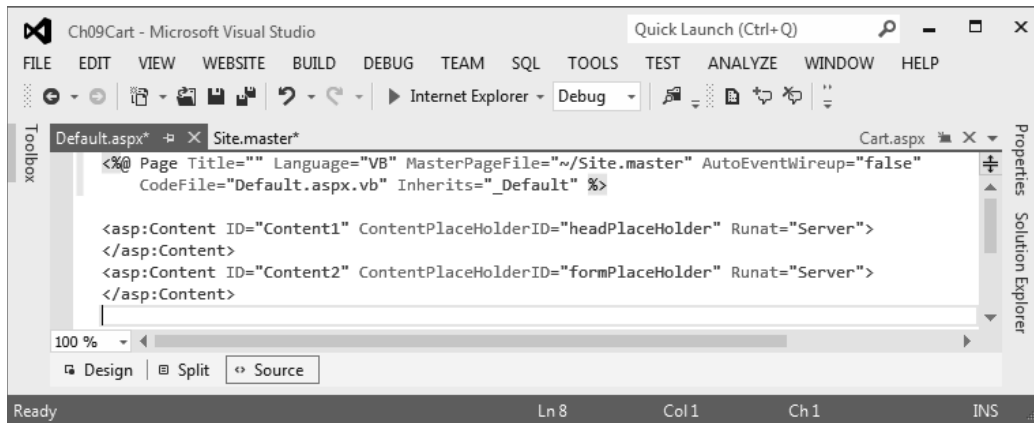 Ch09Cart - Microsoft Visual Studio
Quick Launch (Ctrl+Q)
FILE EDIT VIEW WEBSITE BUILD DEBUG TEAM SQL TOOLS TEST ANALYZE WINDOW HELP
Internet Explorer Debug
Toolbox
Default.aspx* Site.master* Cart.aspx
<%@ Page Title="" Language="VB" MasterPageFile="~/Site.master" AutoEventWireup="false"
CodeFile="Default.aspx.vb" Inherits="_Default" %>
<asp:Content ID="Content1" ContentPlaceHolderID="headPlaceHolder" Runat="Server">
</asp:Content>
<asp:Content ID="Content2" ContentPlaceHolderID="formPlaceHolder" Runat="Server">
</asp:Content>
Properties
Solution Explorer
100 %
Design Split Source
Ready Ln 8 Col 1 Ch 1 INS